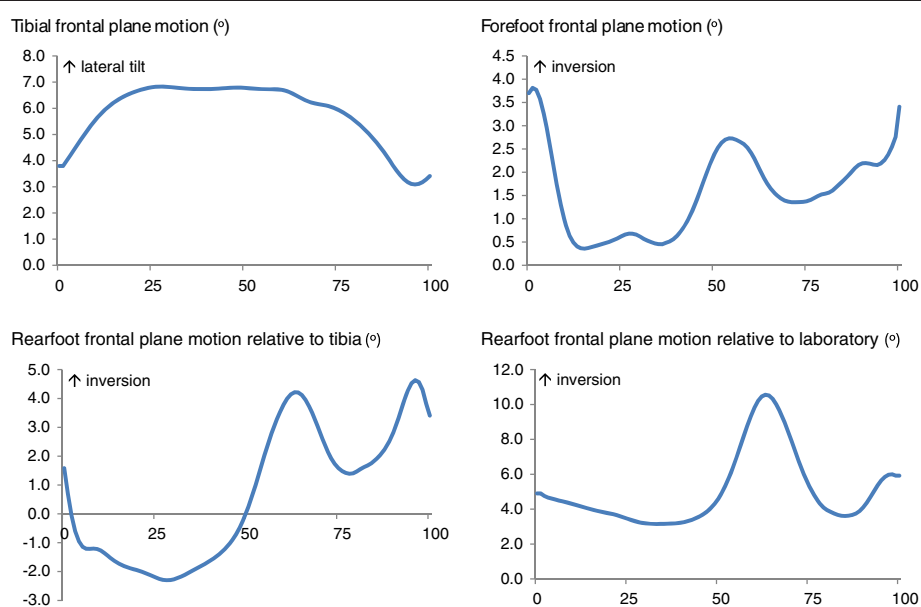 Tibial frontal plane motion (º)
8.0
↑ lateral tilt
7.0
6.0
5.0
4.0
3.0
2.0
1.0
0.0
0 25 50 75 100
Forefoot frontal plane motion (º)
4.5
↑ inversion
4.0
3.5
3.0
2.5
2.0
1.5
1.0
0.5
0.0
0 25 50 75 100
Rearfoot frontal plane motion relative to tibia (º)
5.0
↑ inversion
4.0
3.0
2.0
1.0
0.0
0 25 50 75 100
-1.0
-2.0
-3.0
Rearfoot frontal plane motion relative to laboratory (º)
12.0
↑ inversion
10.0
8.0
6.0
4.0
2.0
0.0
0 25 50 75 100